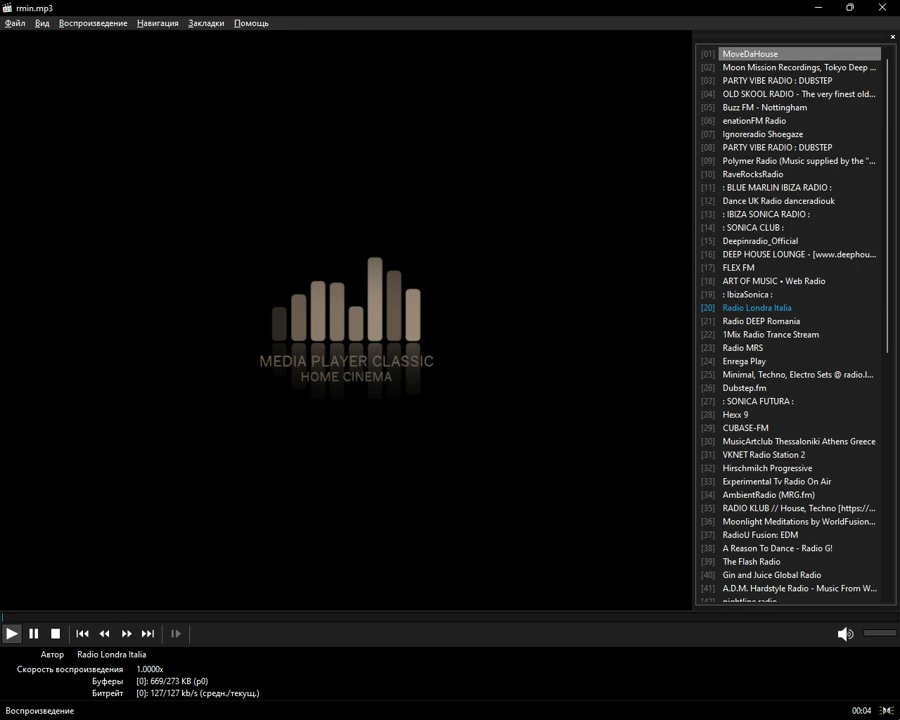 rmin.mp3
Файл Вид Воспроизведение Навигация Закладки Помощь
[01] MoveDaHouse
[02] Moon Mission Recordings, Tokyo Deep ...
[03] PARTY VIBE RADIO : DUBSTEP
[04] OLD SKOOL RADIO - The very finest old...
[05] Buzz FM - Nottingham
[06] enationFM Radio
[07] Ignoreradio Shoegaze
[08] PARTY VIBE RADIO : DUBSTEP
[09] Polymer Radio (Music supplied by the "...
[10] RaveRocksRadio
[11] : BLUE MARLIN IBIZA RADIO :
[12] Dance UK Radio danceradiouk
[13] : IBIZA SONICA RADIO :
[14] : SONICA CLUB :
[15] Deepinradio_Official
[16] DEEP HOUSE LOUNGE - [www.deephou...
[17] FLEX FM
[18] ART OF MUSIC • Web Radio
[19] : IbizaSonica :
[20] Radio Londra Italia
[21] Radio DEEP Romania
[22] 1Mix Radio Trance Stream
[23] Radio MRS
[24] Enrega Play
[25] Minimal, Techno, Electro Sets @ radio.l...
[26] Dubstep.fm
[27] : SONICA FUTURA :
[28] Hexx 9
[29] CUBASE-FM
[30] MusicArtclub Thessaloniki Athens Greece
[31] VKNET Radio Station 2
[32] Hirschmilch Progressive
[33] Experimental Tv Radio On Air
[34] AmbientRadio (MRG.fm)
[35] RADIO KLUB // House, Techno [https://...
[36] Moonlight Meditations by WorldFusion...
[37] RadioU Fusion: EDM
[38] A Reason To Dance - Radio G!
[39] The Flash Radio
[40] Gin and Juice Global Radio
[41] A.D.M. Hardstyle Radio - Music From W...
MEDIA PLAYER CLASSIC
HOME CINEMA
Автор Radio Londra Italia
Скорость воспроизведения 1.0000x
Буферы [0]: 669/273 KB (p0)
Битрейт [0]: 127/127 kb/s (средн./текущ.)
Воспроизведение 00:04